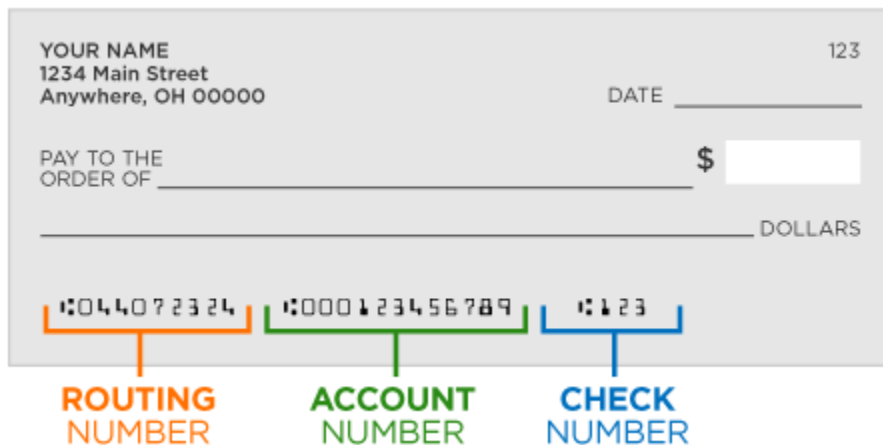 YOUR NAME 123
1234 Main Street
Anywhere, OH 00000
DATE
PAY TO THE
ORDER OF
$
DOLLARS
⑆044072324 ⑆000123456789 ⑆123
ROUTING ACCOUNT CHECK
NUMBER NUMBER NUMBER